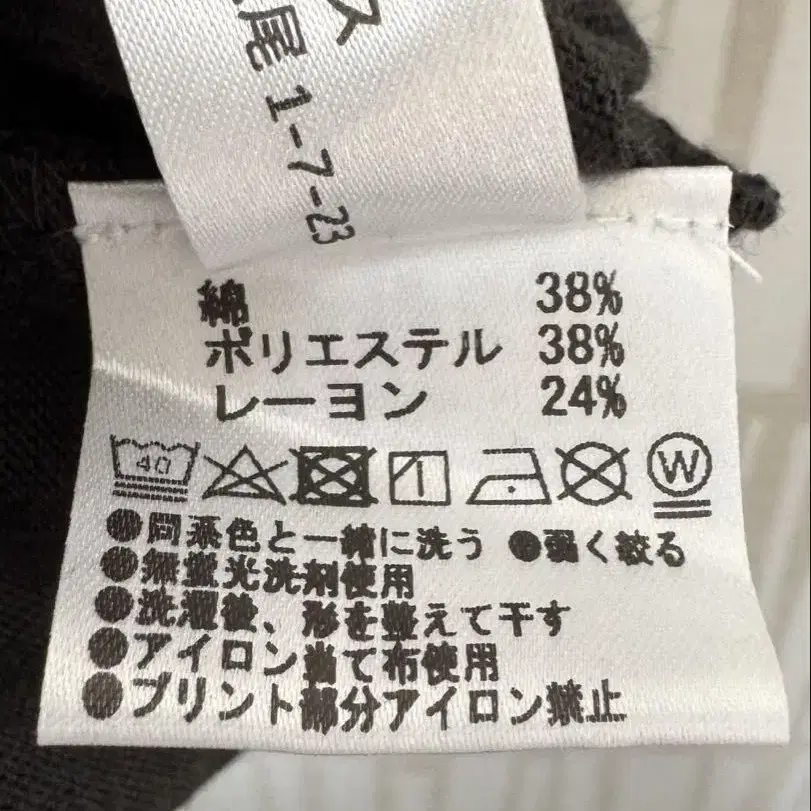 ス
尾1-7-23
綿 38%
ポリエステル 38%
レーヨン 24%
40 W
●同系色と一緒に洗う ●弱く絞る
●無蛍光洗剤使用
●洗濯後、形を整えて干す
●アイロン当て布使用
●プリント部分アイロン禁止